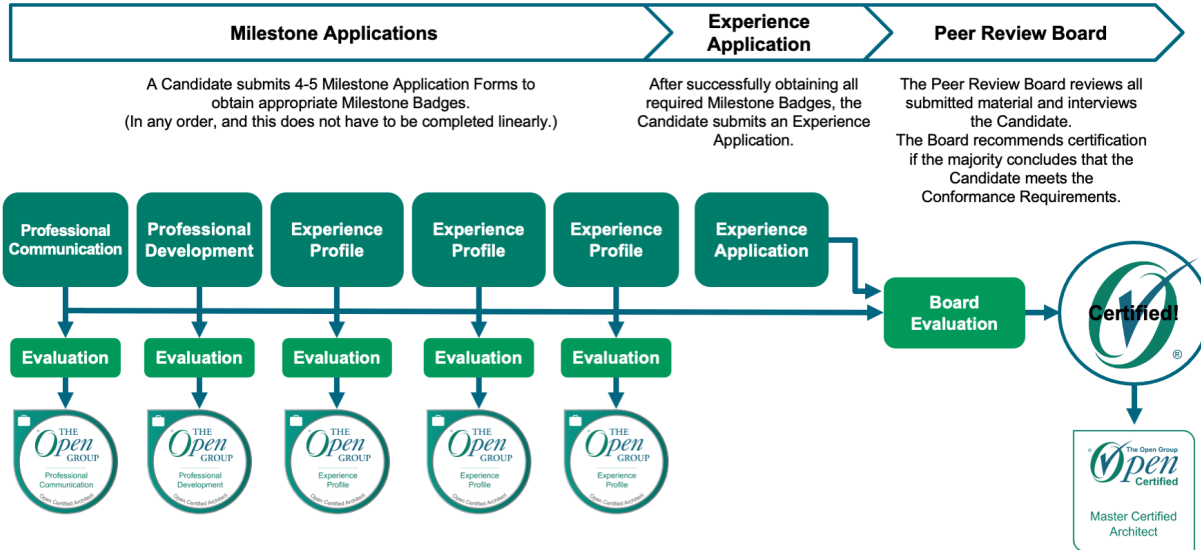 Milestone Applications
Experience
Application
Peer Review Board
A Candidate submits 4-5 Milestone Application Forms to
obtain appropriate Milestone Badges.
(In any order, and this does not have to be completed linearly.)
After successfully obtaining all
required Milestone Badges, the
Candidate submits an Experience
Application.
The Peer Review Board reviews all
submitted material and interviews
the Candidate.
The Board recommends certification
if the majority concludes that the
Candidate meets the
Conformance Requirements.
Professional
Communication
Professional
Development
Experience
Profile
Experience
Profile
Experience
Profile
Experience
Application
Board
Evaluation
Certified!
®
Evaluation
Evaluation
Evaluation
Evaluation
Evaluation
THE
Open
GROUP
Professional
Communication
Open Certified Architect
THE
Open
GROUP
Professional
Development
Open Certified Architect
THE
Open
GROUP
Experience
Profile
Open Certified Architect
THE
Open
GROUP
Experience
Profile
Open Certified Architect
THE
Open
GROUP
Experience
Profile
Open Certified Architect
The Open Group
®
Open
Certified
Master Certified
Architect